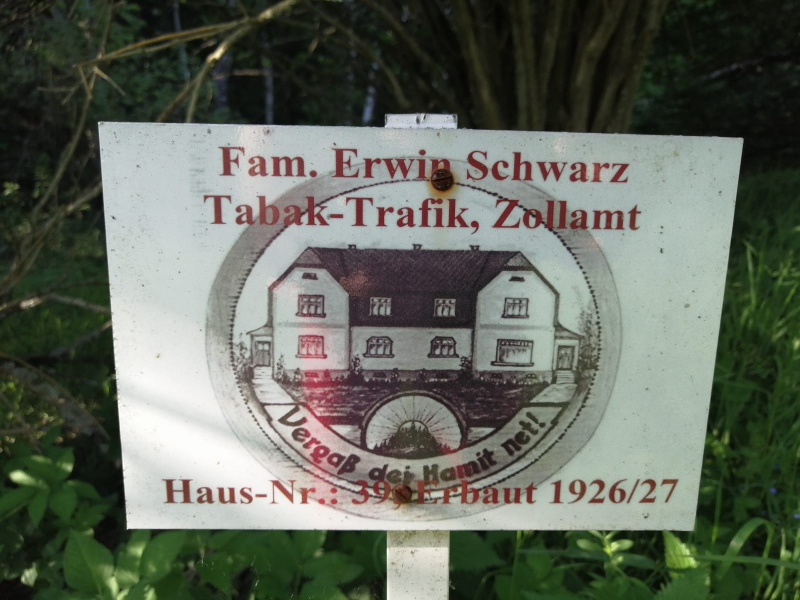 Fam. Erwin Schwarz
Tabak-Trafik, Zollamt
Vergaß dei Hamit net!
Haus-Nr.: 39, Erbaut 1926/27